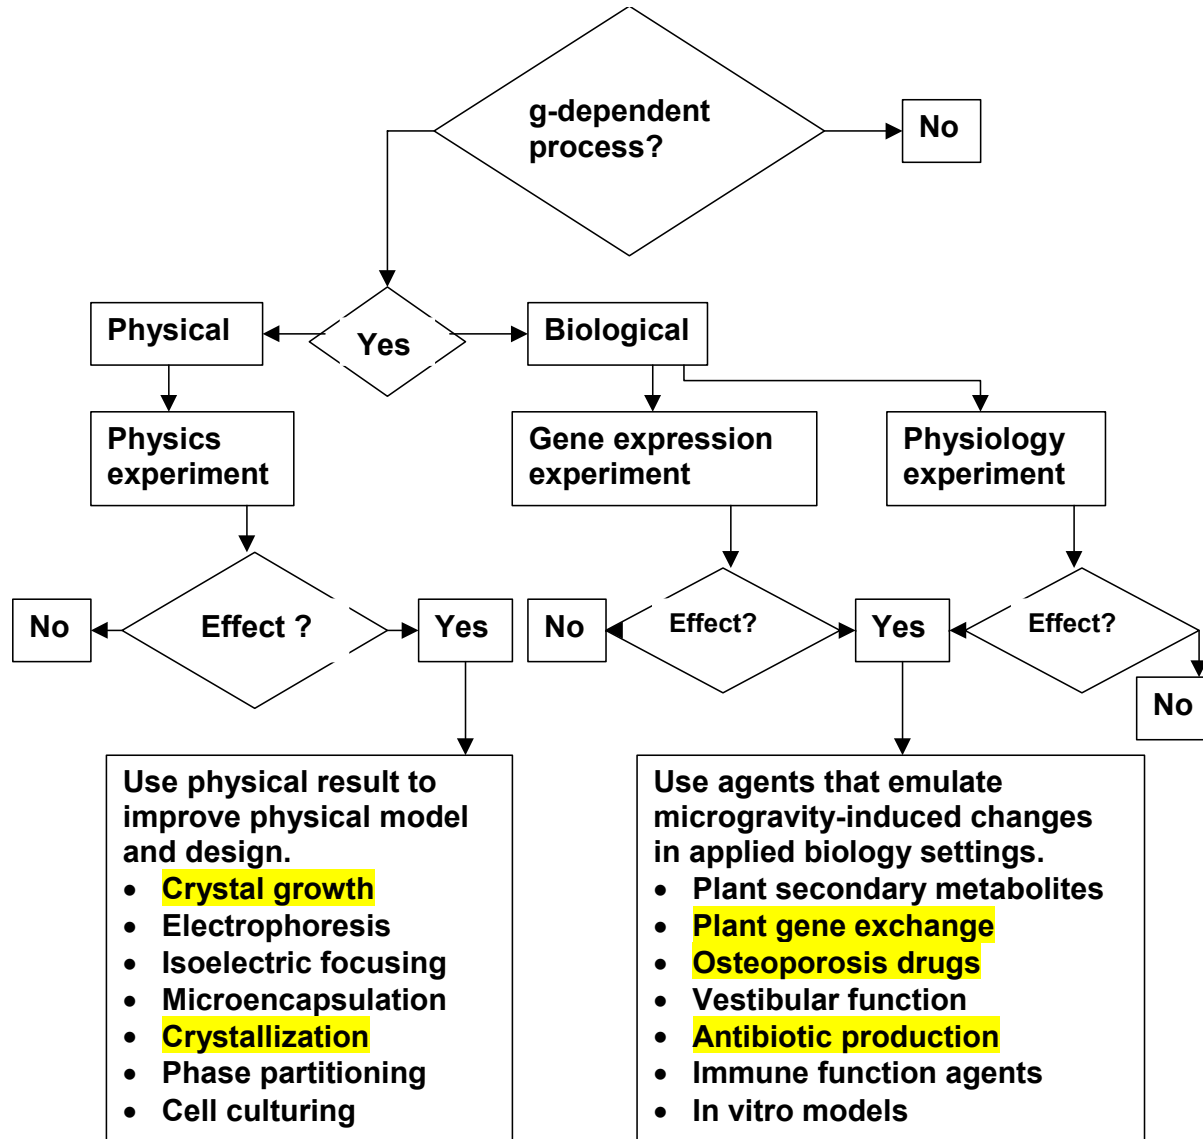 g-dependent
process?
No
Physical
Yes
Biological
Physics
experiment
Gene expression
experiment
Physiology
experiment
No
Effect ?
Yes
No
Effect?
Yes
Effect?
No
Use physical result to
improve physical model
and design.
• Crystal growth
• Electrophoresis
• Isoelectric focusing
• Microencapsulation
• Crystallization
• Phase partitioning
• Cell culturing
Use agents that emulate
microgravity-induced changes
in applied biology settings.
• Plant secondary metabolites
• Plant gene exchange
• Osteoporosis drugs
• Vestibular function
• Antibiotic production
• Immune function agents
• In vitro models